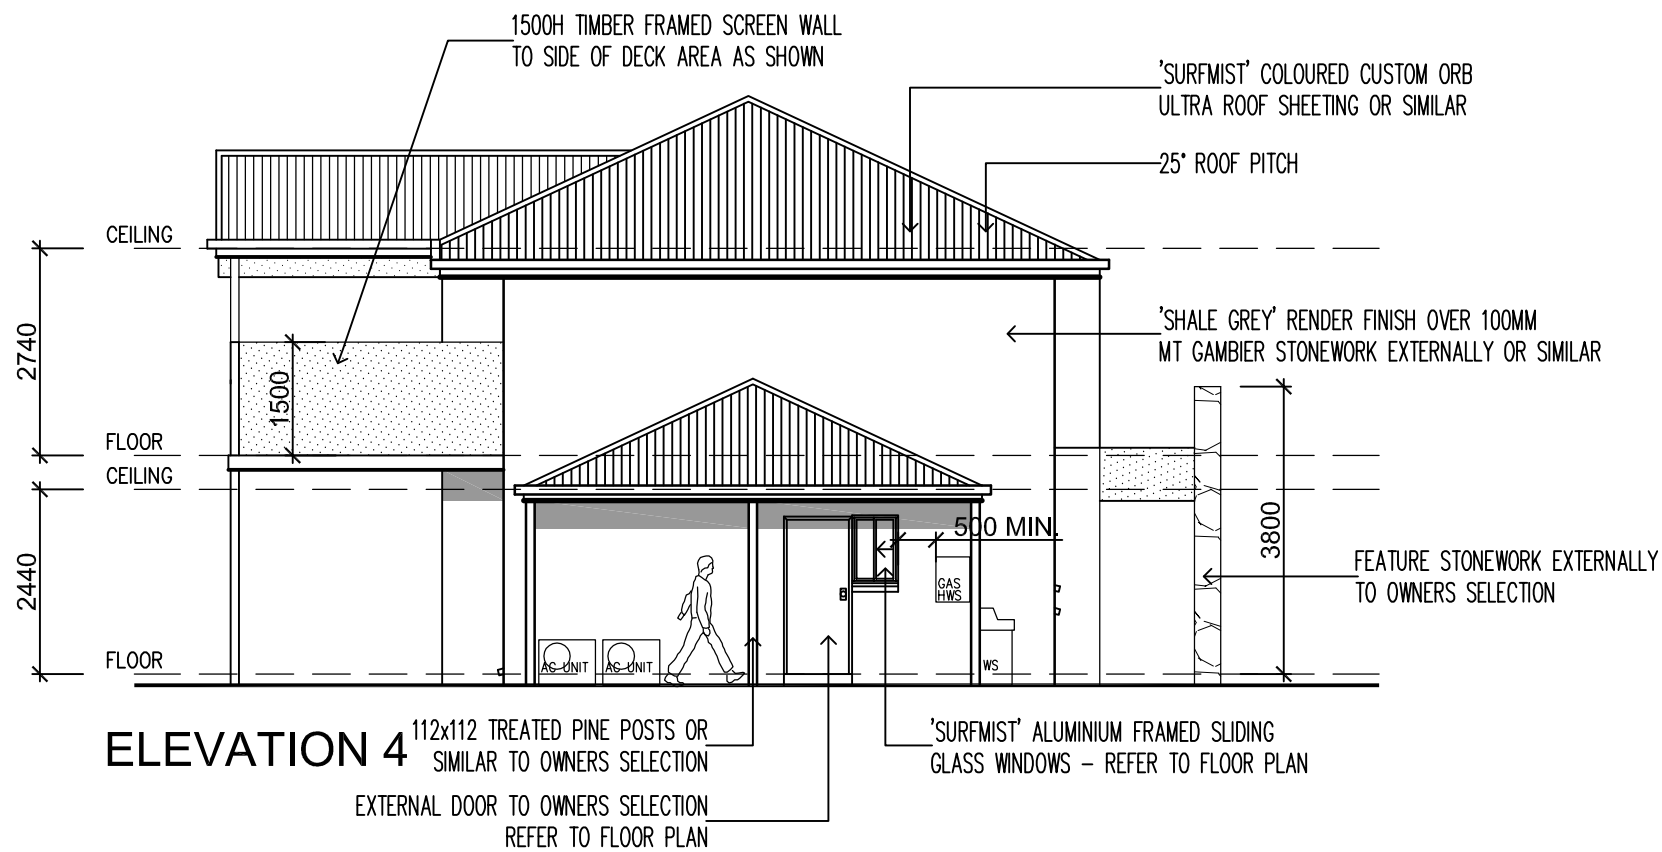 1500H TIMBER FRAMED SCREEN WALL
TO SIDE OF DECK AREA AS SHOWN
'SURFMIST' COLOURED CUSTOM ORB
ULTRA ROOF SHEETING OR SIMILAR
25° ROOF PITCH
CEILING
2740
1500
'SHALE GREY' RENDER FINISH OVER 100MM
MT GAMBIER STONEWORK EXTERNALLY OR SIMILAR
FLOOR
CEILING
2440
500 MIN.
3800
GAS
HWS
FEATURE STONEWORK EXTERNALLY
TO OWNERS SELECTION
FLOOR
AC UNIT
AC UNIT
WS
ELEVATION 4
112x112 TREATED PINE POSTS OR
SIMILAR TO OWNERS SELECTION
'SURFMIST' ALUMINIUM FRAMED SLIDING
GLASS WINDOWS – REFER TO FLOOR PLAN
EXTERNAL DOOR TO OWNERS SELECTION
REFER TO FLOOR PLAN